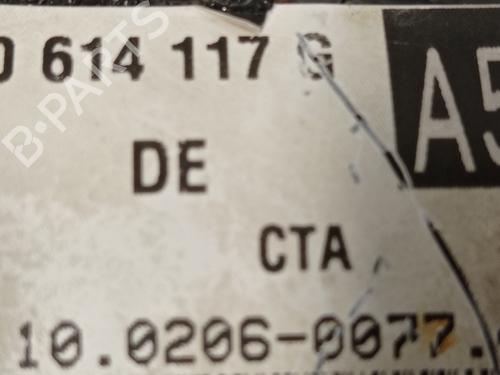 0 614 117 G
A5
DE
CTA
10.0206-0077.
B-PARTS